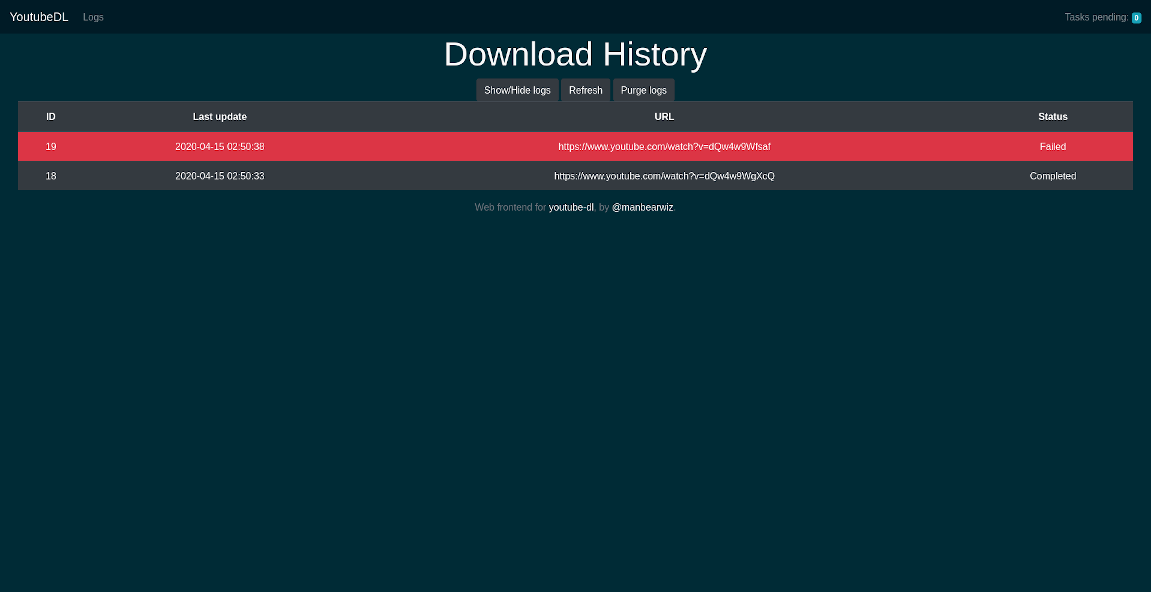 YoutubeDL Logs Tasks pending: 0
Download History
Show/Hide logs Refresh Purge logs
ID Last update URL Status
19 2020-04-15 02:50:38 https://www.youtube.com/watch?v=dQw4w9Wfsaf Failed
18 2020-04-15 02:50:33 https://www.youtube.com/watch?v=dQw4w9WgXcQ Completed
Web frontend for youtube-dl, by @manbearwiz.